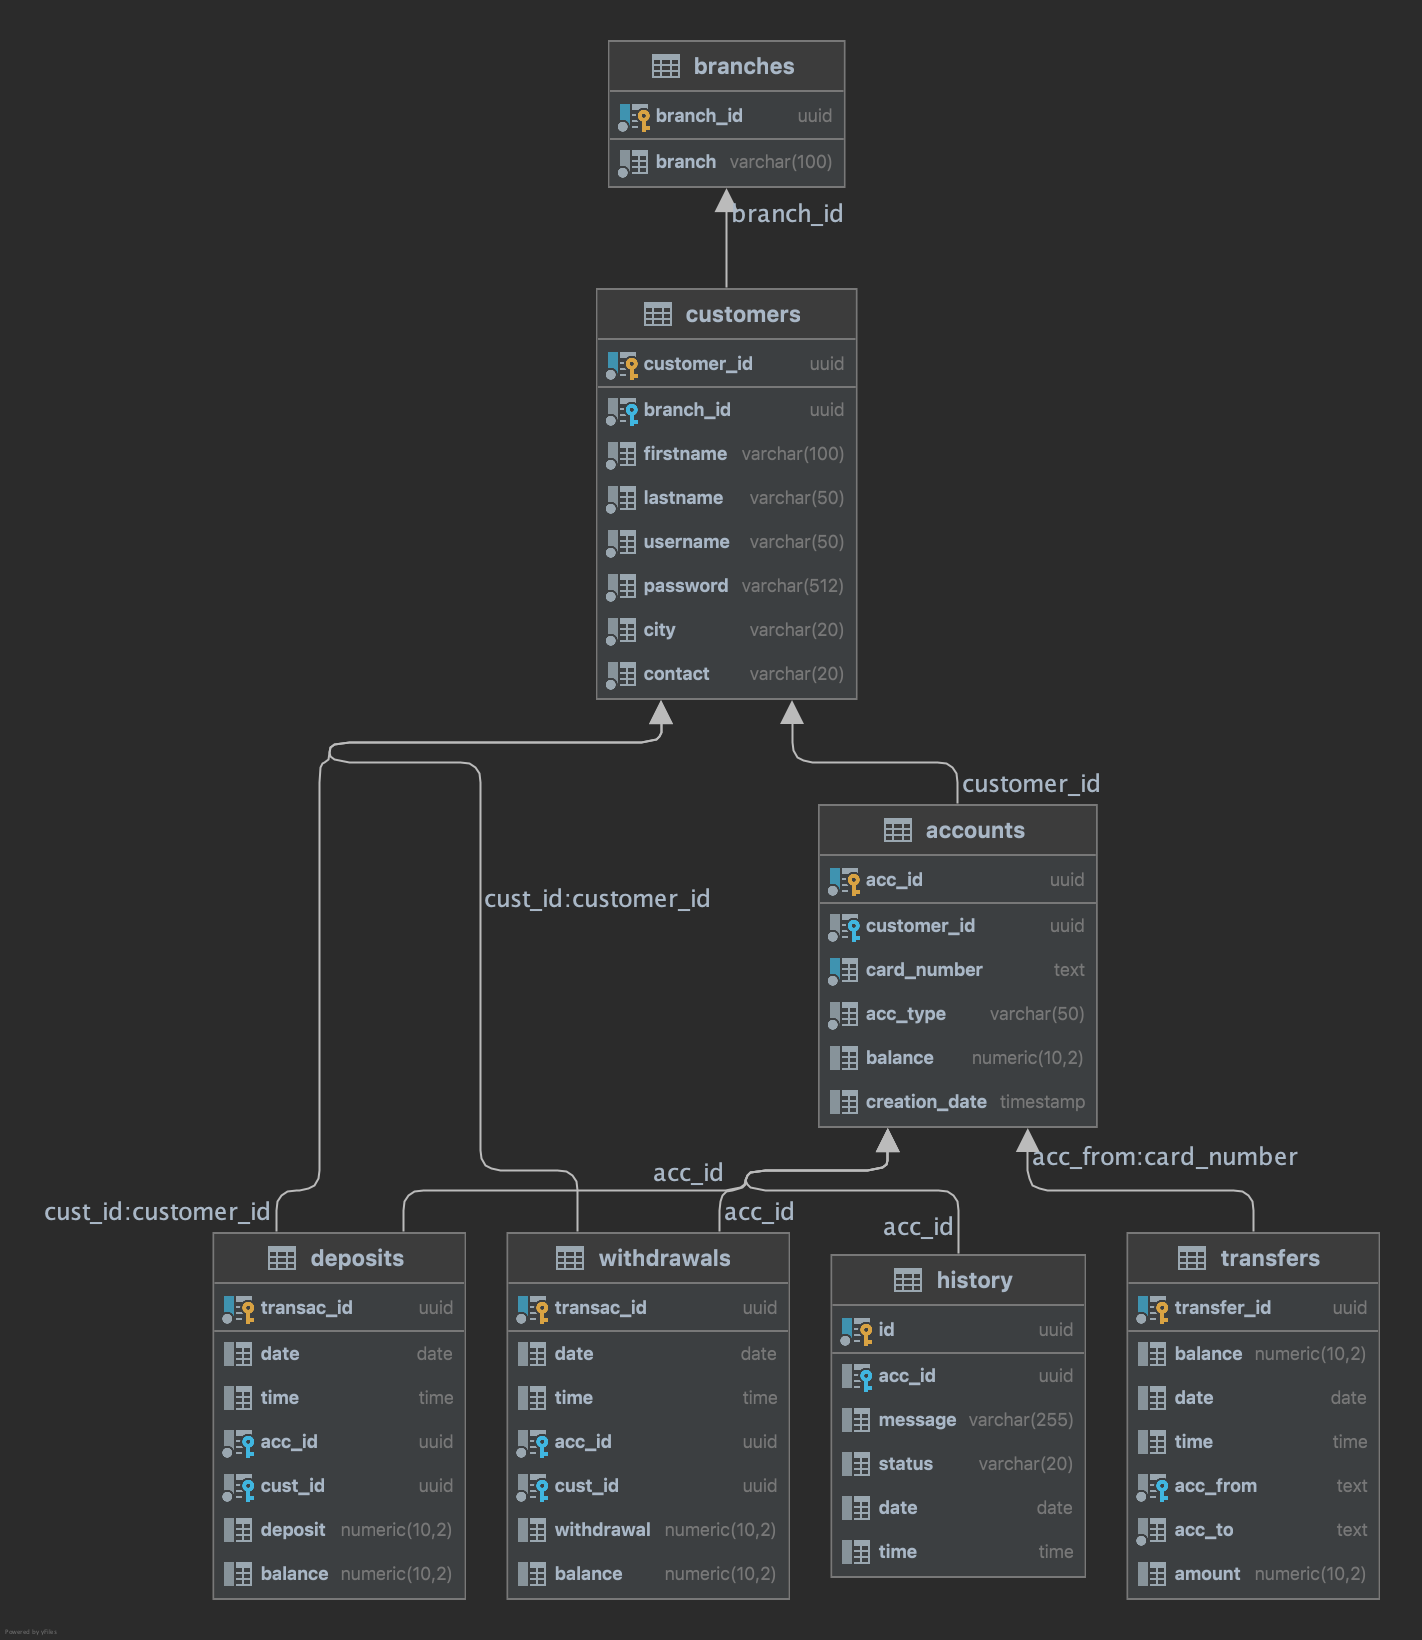 branches
branch_id uuid
branch varchar(100)
branch_id
customers
customer_id uuid
branch_id uuid
firstname varchar(100)
lastname varchar(50)
username varchar(50)
password varchar(512)
city varchar(20)
contact varchar(20)
customer_id
accounts
acc_id uuid
customer_id uuid
card_number text
acc_type varchar(50)
balance numeric(10,2)
creation_date timestamp
cust_id:customer_id
acc_from:card_number
acc_id
cust_id:customer_id
acc_id
acc_id
deposits
transac_id uuid
date date
time time
acc_id uuid
cust_id uuid
deposit numeric(10,2)
balance numeric(10,2)
withdrawals
transac_id uuid
date date
time time
acc_id uuid
cust_id uuid
withdrawal numeric(10,2)
balance numeric(10,2)
history
id uuid
acc_id uuid
message varchar(255)
status varchar(20)
date date
time time
transfers
transfer_id uuid
balance numeric(10,2)
date date
time time
acc_from text
acc_to text
amount numeric(10,2)
Powered by yFiles